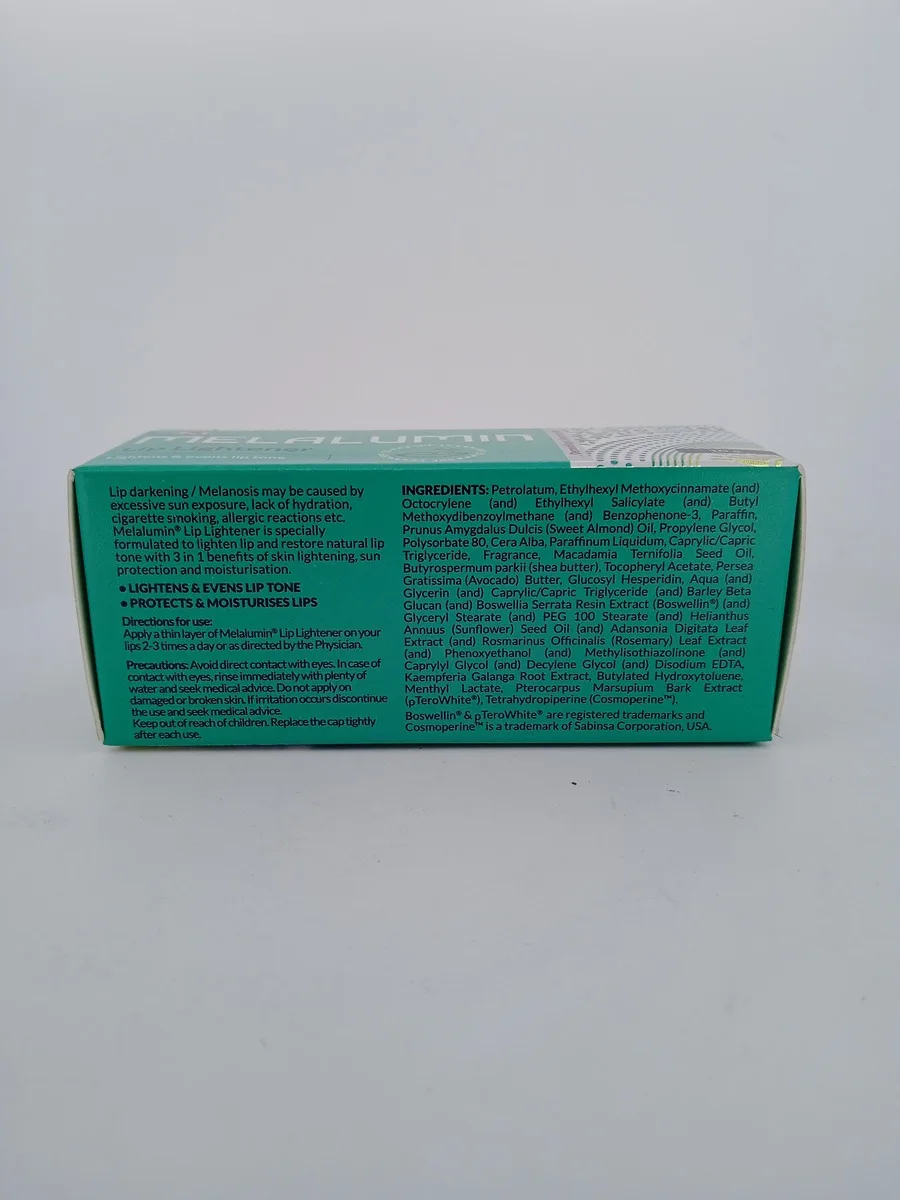 MELALUMIN
Lightener
Lightens & evens lip tone
Lip darkening / Melanosis may be caused by
excessive sun exposure, lack of hydration,
cigarette smoking, allergic reactions etc.
Melalumin® Lip Lightener is specially
formulated to lighten lip and restore natural lip
tone with 3 in 1 benefits of skin lightening, sun
protection and moisturisation.
• LIGHTENS & EVENS LIP TONE
• PROTECTS & MOISTURISES LIPS
Directions for use:
Apply a thin layer of Melalumin® Lip Lightener on your
lips 2-3 times a day or as directed by the Physician.
Precautions: Avoid direct contact with eyes. In case of
contact with eyes, rinse immediately with plenty of
water and seek medical advice. Do not apply on
damaged or broken skin. If irritation occurs discontinue
the use and seek medical advice.
Keep out of reach of children. Replace the cap tightly
after each use.
INGREDIENTS: Petrolatum, Ethylhexyl Methoxycinnamate (and)
Octocrylene (and) Ethylhexyl Salicylate (and) Butyl
Methoxydibenzoylmethane (and) Benzophenone-3, Paraffin,
Prunus Amygdalus Dulcis (Sweet Almond) Oil, Propylene Glycol,
Polysorbate 80, Cera Alba, Paraffinum Liquidum, Caprylic/Capric
Triglyceride, Fragrance, Macadamia Ternifolia Seed Oil,
Butyrospermum parkii (shea butter), Tocopheryl Acetate, Persea
Gratissima (Avocado) Butter, Glucosyl Hesperidin, Aqua (and)
Glycerin (and) Caprylic/Capric Triglyceride (and) Barley Beta
Glucan (and) Boswellia Serrata Resin Extract (Boswellin®) (and)
Glyceryl Stearate (and) PEG 100 Stearate (and) Helianthus
Annuus (Sunflower) Seed Oil (and) Adansonia Digitata Leaf
Extract (and) Rosmarinus Officinalis (Rosemary) Leaf Extract
(and) Phenoxyethanol (and) Methylisothiazolinone (and)
Caprylyl Glycol (and) Decylene Glycol (and) Disodium EDTA,
Kaempferia Galanga Root Extract, Butylated Hydroxytoluene,
Menthyl Lactate, Pterocarpus Marsupium Bark Extract
(pTeroWhite®), Tetrahydropiperine (Cosmoperine™).
Boswellin® & pTeroWhite® are registered trademarks and
Cosmoperine™ is a trademark of Sabinsa Corporation, USA.